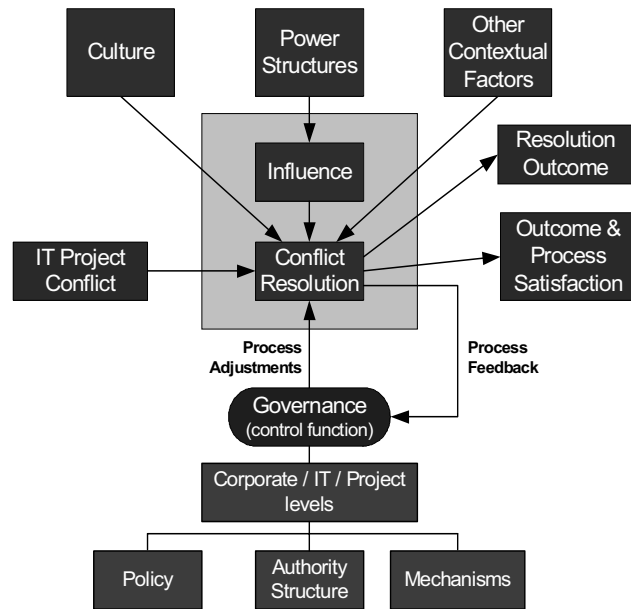 Culture
Power
Structures
Other
Contextual
Factors
Influence
Resolution
Outcome
IT Project
Conflict
Conflict
Resolution
Outcome &
Process
Satisfaction
Process
Adjustments
Process
Feedback
Governance
(control function)
Corporate / IT / Project
levels
Policy
Authority
Structure
Mechanisms